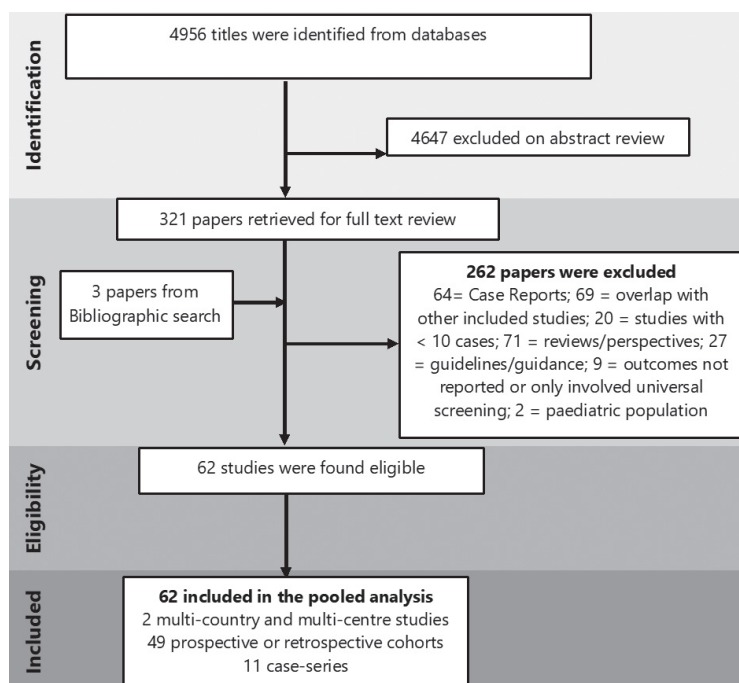 Identification
4956 titles were identified from databases
4647 excluded on abstract review
Screening
321 papers retrieved for full text review
3 papers from
Bibliographic search
262 papers were excluded
64= Case Reports; 69 = overlap with
other included studies; 20 = studies with
< 10 cases; 71 = reviews/perspectives; 27
= guidelines/guidance; 9 = outcomes not
reported or only involved universal
screening; 2 = paediatric population
Eligibility
62 studies were found eligible
Included
62 included in the pooled analysis
2 multi-country and multi-centre studies
49 prospective or retrospective cohorts
11 case-series